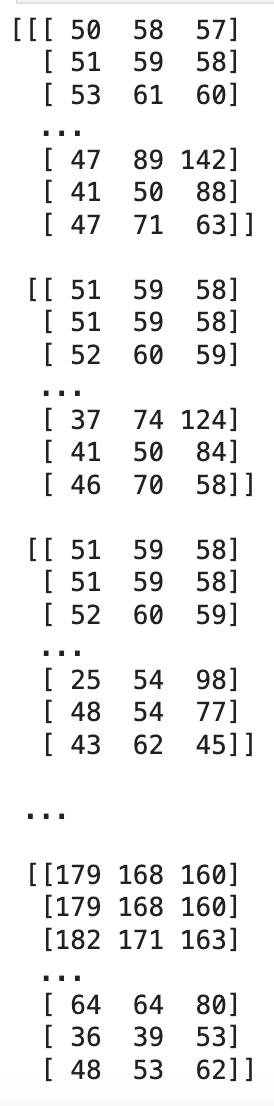 [[[ 50  58  57]
  [ 51  59  58]
  [ 53  61  60]
  ...
  [ 47  89 142]
  [ 41  50  88]
  [ 47  71  63]]

 [[ 51  59  58]
  [ 51  59  58]
  [ 52  60  59]
  ...
  [ 37  74 124]
  [ 41  50  84]
  [ 46  70  58]]

 [[ 51  59  58]
  [ 51  59  58]
  [ 52  60  59]
  ...
  [ 25  54  98]
  [ 48  54  77]
  [ 43  62  45]]

 ...

 [[179 168 160]
  [179 168 160]
  [182 171 163]
  ...
  [ 64  64  80]
  [ 36  39  53]
  [ 48  53  62]]